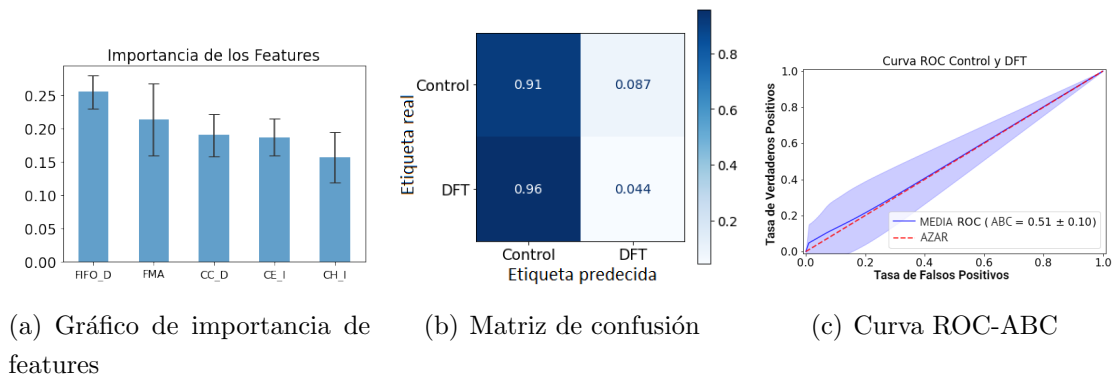 Importancia de los Features
0.25
0.20
0.15
0.10
0.05
0.00
FIFO_D FMA CC_D CE_I CH_I
(a) Gráfico de importancia de
features
Etiqueta real
Control
DFT
0.91 0.087
0.96 0.044
Control DFT
Etiqueta predecida
0.8
0.6
0.4
0.2
(b) Matriz de confusión
Curva ROC Control y DFT
Tasa de Verdaderos Positivos
1.0
0.8
0.6
0.4
0.2
0.0
MEDIA ROC ( ABC = 0.51 ± 0.10)
AZAR
0.0 0.2 0.4 0.6 0.8 1.0
Tasa de Falsos Positivos
(c) Curva ROC-ABC